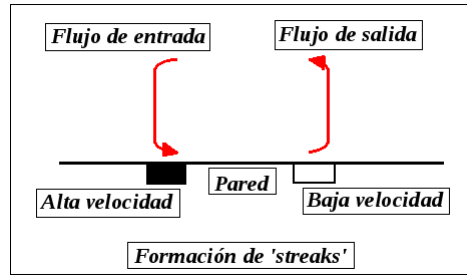 Flujo de entrada
Flujo de salida
Alta velocidad
Pared
Baja velocidad
Formación de 'streaks'